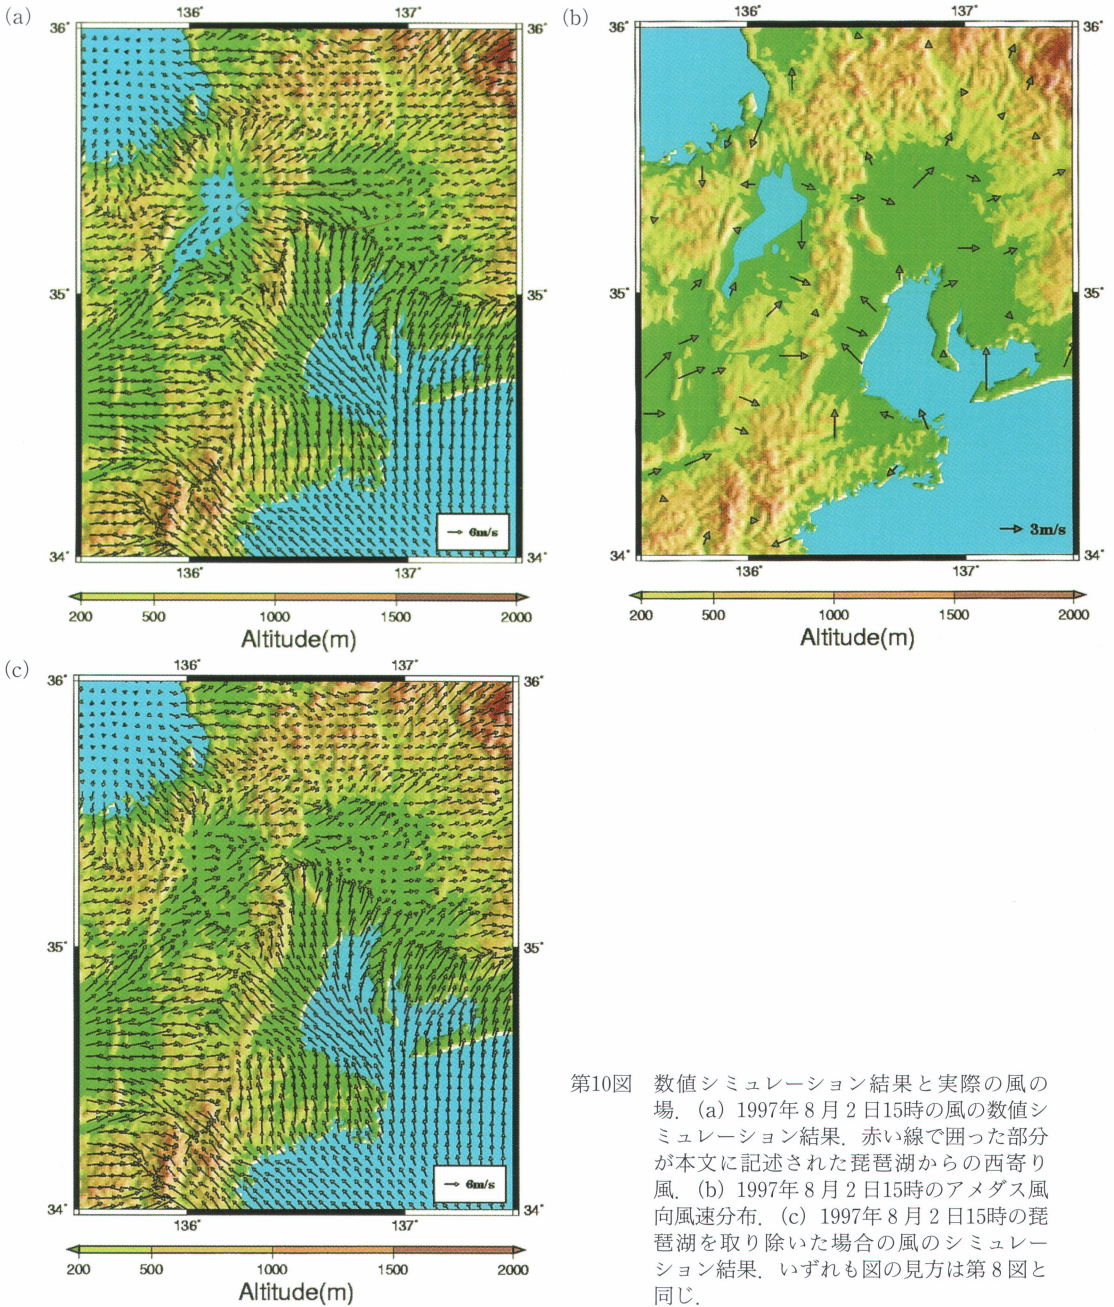 (a)
136°
137°
36°
36°
35°
35°
34°
34°
6m/s
136°
137°
200
500
1000
1500
2000
Altitude(m)
(b)
136°
137°
36°
36°
35°
35°
34°
34°
3m/s
136°
137°
200
500
1000
1500
2000
Altitude(m)
(c)
136°
137°
36°
36°
35°
35°
34°
34°
6m/s
136°
137°
200
500
1000
1500
2000
Altitude(m)
第10図 数値シミュレーション結果と実際の風の
場．(a) 1997年8月2日15時の風の数値シ
ミュレーション結果．赤い線で囲った部分
が本文に記述された琵琶湖からの西寄り
風．(b) 1997年8月2日15時のアメダス風
向風速分布．(c) 1997年8月2日15時の琵
琶湖を取り除いた場合の風のシミュレー
ション結果．いずれも図の見方は第8図と
同じ．